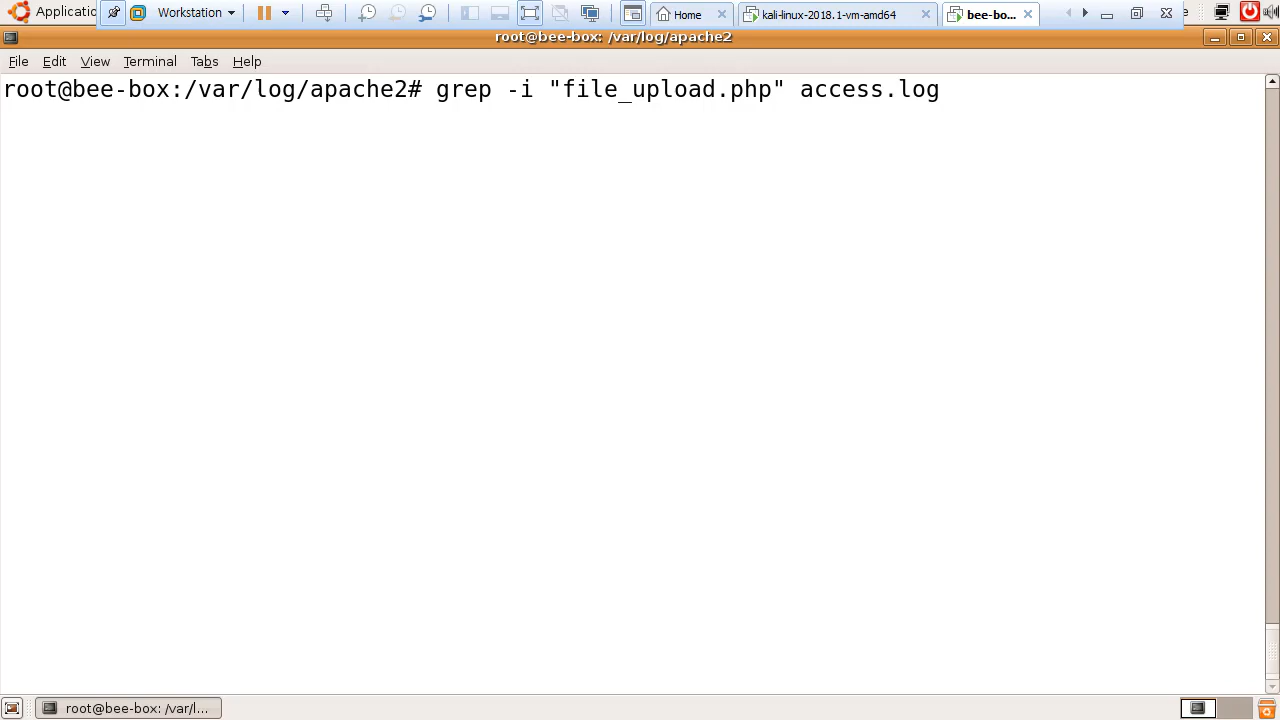 Applicatio
Workstation
Home
kali-linux-2018.1-vm-amd64
bee-bo...
e
root@bee-box: /var/log/apache2
File Edit View Terminal Tabs Help
root@bee-box:/var/log/apache2# grep -i "file_upload.php" access.log
root@bee-box: /var/l...